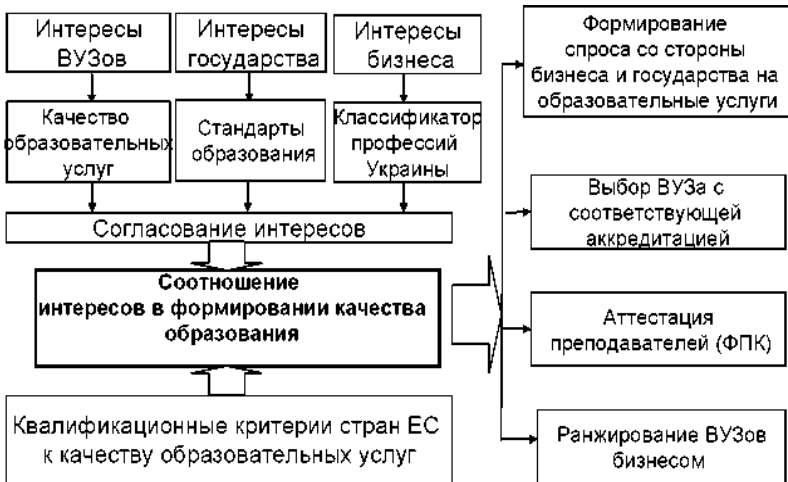 Интересы
ВУЗов
Интересы
государства
Интересы
бизнеса
Качество
образовательных
услуг
Стандарты
образования
Классификатор
профессий
Украины
Согласование интересов
Соотношение
интересов в формировании качества
образования
Квалификационные критерии стран ЕС
к качеству образовательных услуг
Формирование
спроса со стороны
бизнеса и государства на
образовательные услуги
Выбор ВУЗа с
соответствующей
аккредитацией
Аттестация
преподавателей (ФПК)
Ранжирование ВУЗов
бизнесом